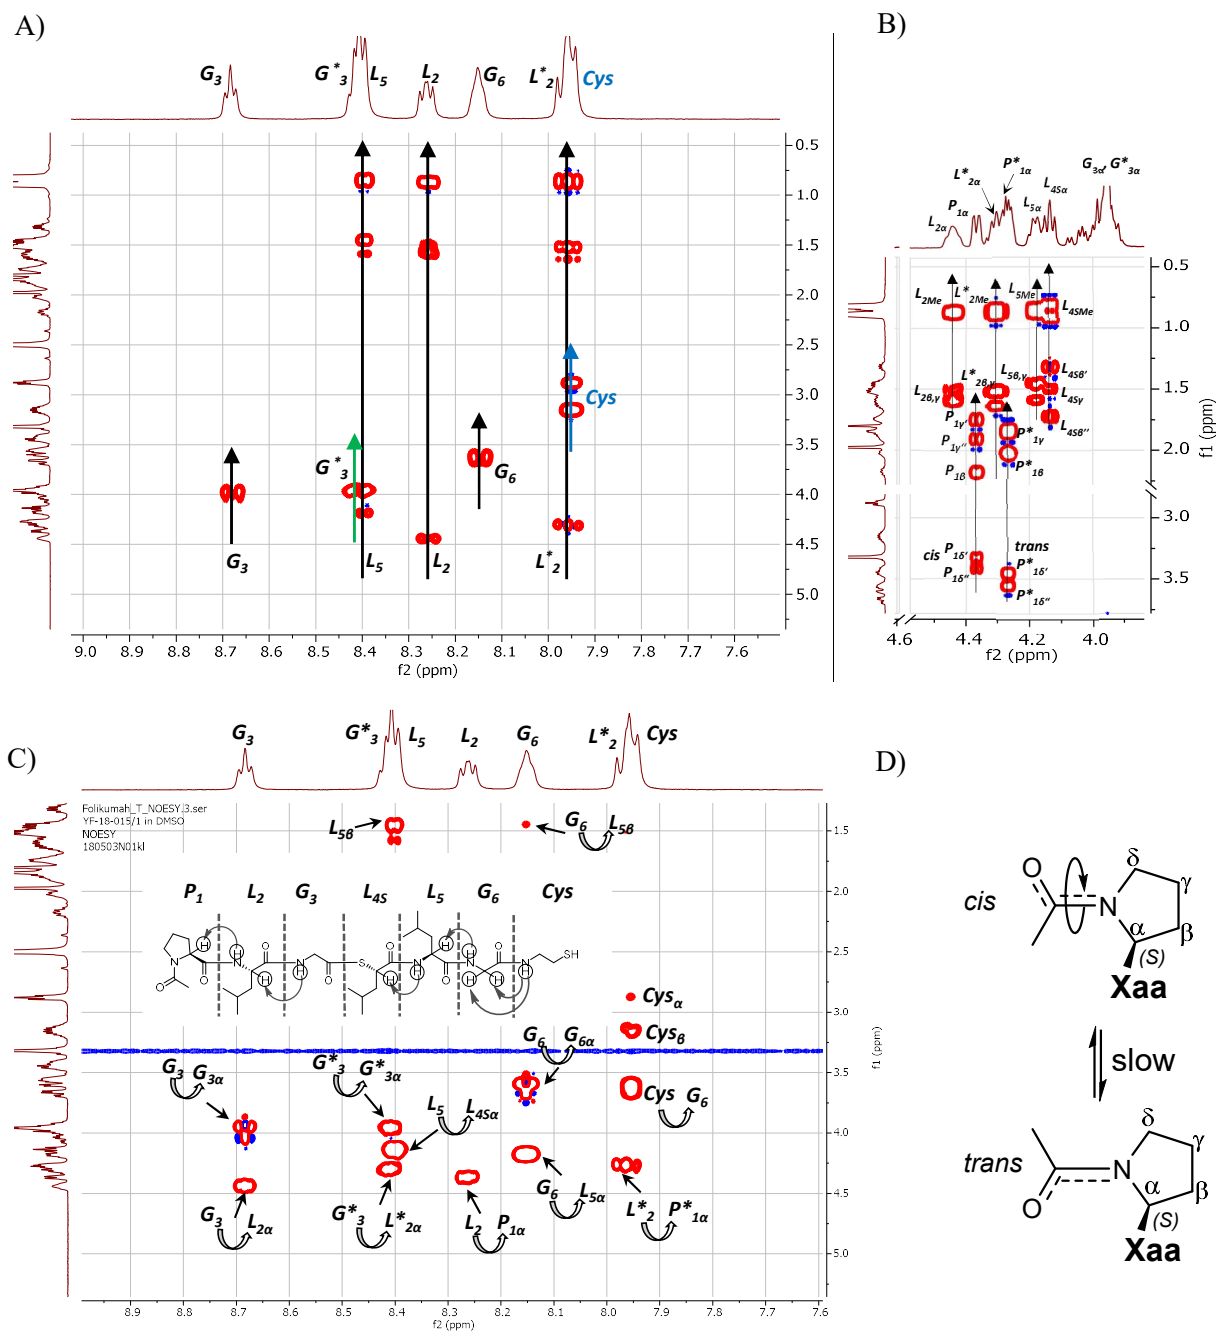 A)
G3 G*3 L5 L2 G6 L*2 Cys
0.5
1.0
1.5
2.0
2.5
3.0
3.5
4.0
4.5
5.0
Cys
G*3
G6
G3 L5 L2 L*2
9.0 8.9 8.8 8.7 8.6 8.5 8.4 8.3 8.2 8.1 8.0 7.9 7.8 7.7 7.6
f2 (ppm)
B)
L2α P1α L*2α P*1α L5α L4Sα G3α, G*3α
L2Me L*2Me L5Me L4SMe
L4Sβ'
L2β,γ L*2β,γ L5β,γ L4Sγ
P1γ' P*1γ L4Sβ''
P1γ''
P1β P*1β
cis P1δ' trans P*1δ'
P1δ'' P*1δ''
0.5
1.0
1.5
2.0
3.0
3.5
f1 (ppm)
4.6 4.4 4.2 4.0
f2 (ppm)
C)
G3 G*3 L5 L2 G6 L*2 Cys
Folikumah_T_NOESY.3.ser
YF-18-015/1 in DMSO
NOESY
180503N01kl
L5β G6 L5β
P1 L2 G3 L4S L5 G6 Cys
H N H O H N O S H O N H O N H O H H N H SH
Cysα
Cysβ
G3 G3α G*3 G*3α G6 G6α
L5 L4Sα Cys G6
G3 L2α G*3 L*2α L2 P1α G6 L5α L*2 P*1α
1.5
2.0
2.5
3.0
3.5
4.0
4.5
5.0
f1 (ppm)
8.9 8.8 8.7 8.6 8.5 8.4 8.3 8.2 8.1 8.0 7.9 7.8 7.7 7.6
f2 (ppm)
D)
cis O N δ γ β α
(S)
Xaa
slow
trans O N δ γ β α
(S)
Xaa